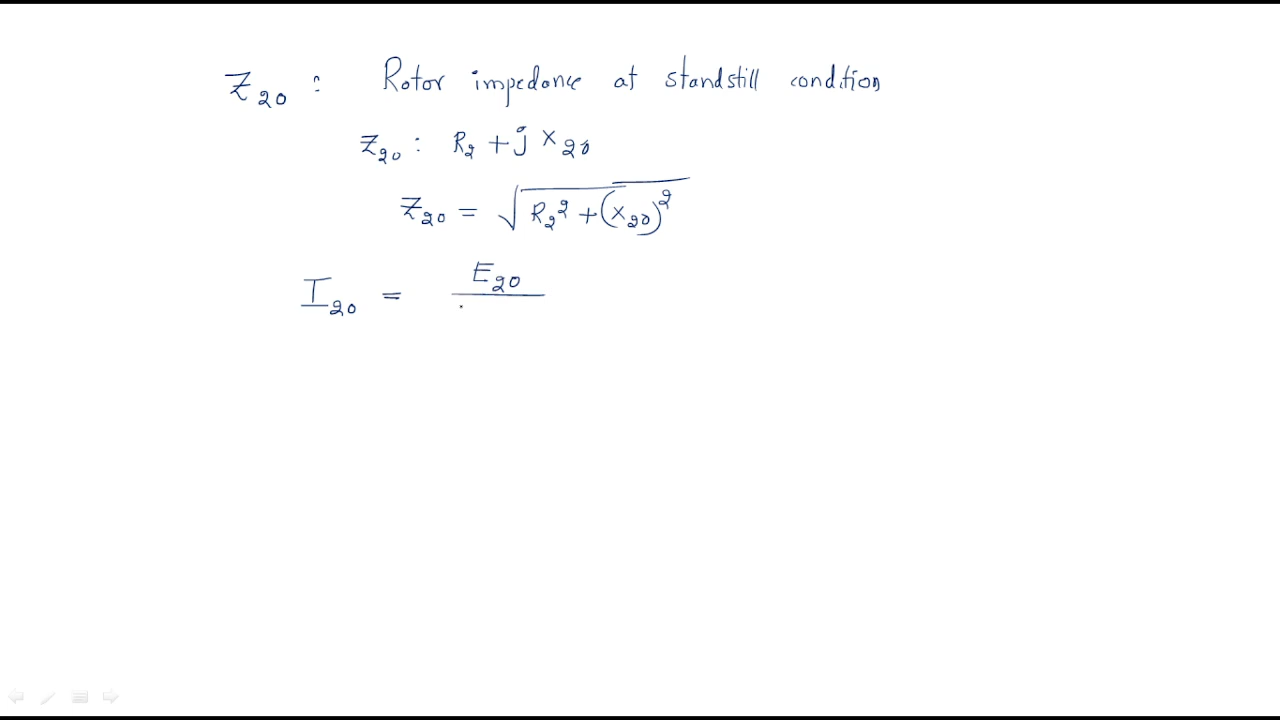 Z20 : Rotor impedance at standstill condition
Z20 : R2 + j X20
Z20 = √R2² + (X20)²
I20 = E20